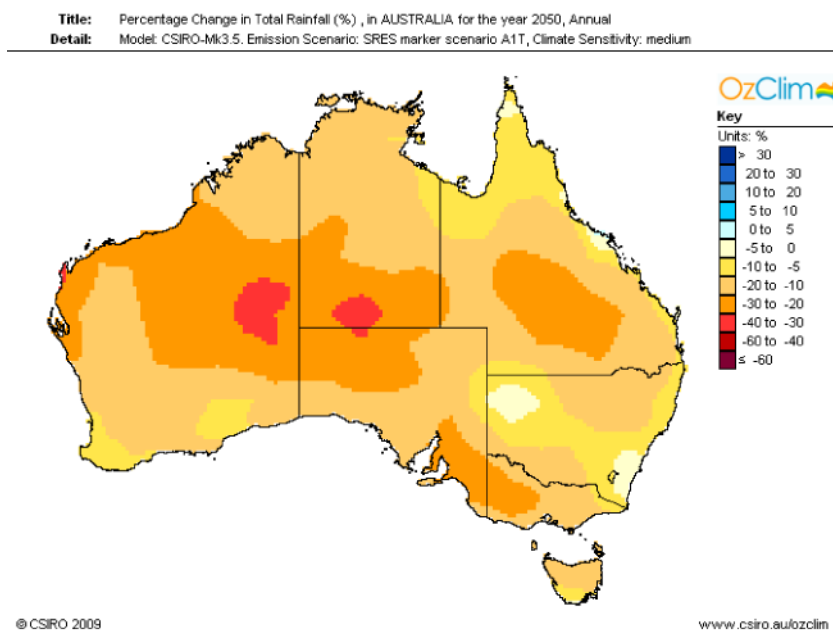 Title: Percentage Change in Total Rainfall (%) , in AUSTRALIA for the year 2050, Annual
Detail: Model: CSIRO-Mk3.5. Emission Scenario: SRES marker scenario A1T, Climate Sensitivity: medium
OzClim
Key
Units: %
> 30
20 to 30
10 to 20
5 to 10
0 to 5
-5 to 0
-10 to -5
-20 to -10
-30 to -20
-40 to -30
-60 to -40
≤ -60
© CSIRO 2009
www.csiro.au/ozclim